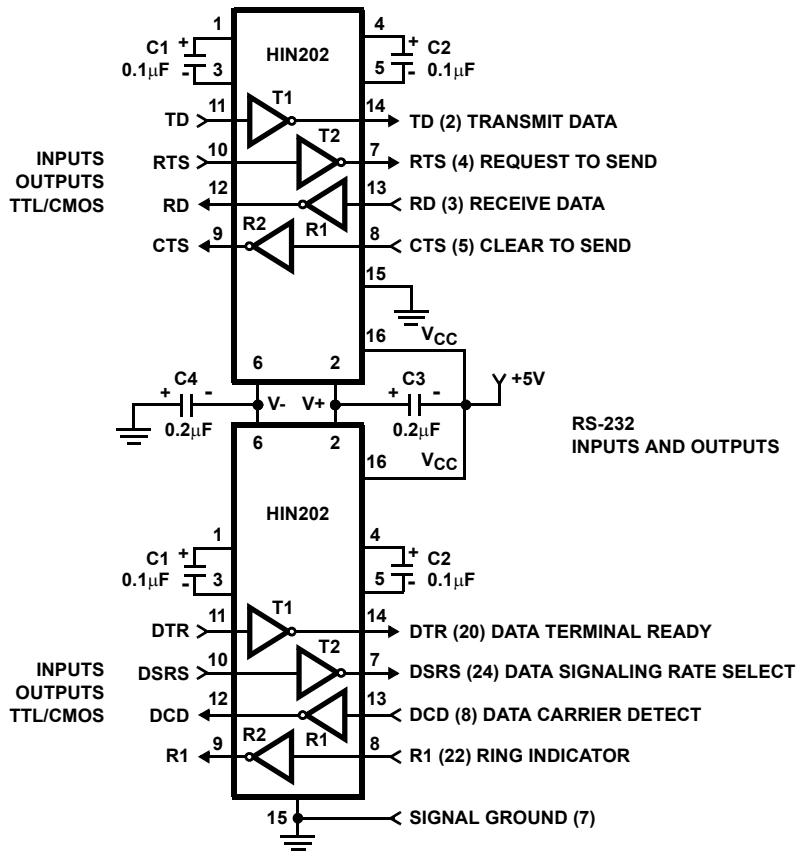 1
4
C1 +
HIN202
+ C2
0.1µF -
3
5
- 0.1µF
T1
11
14
TD
TD (2) TRANSMIT DATA
T2
10
7
INPUTS
OUTPUTS
TTL/CMOS
RTS
RTS (4) REQUEST TO SEND
12
13
RD
RD (3) RECEIVE DATA
R2
R1
9
8
CTS
CTS (5) CLEAR TO SEND
15
16
VCC
6
2
C4
+ -
V-
V+
C3
+ -
+5V
0.2µF
0.2µF
RS-232
INPUTS AND OUTPUTS
6
2
16
VCC
HIN202
1
4
C1 +
+ C2
0.1µF -
3
5
- 0.1µF
T1
11
14
DTR
DTR (20) DATA TERMINAL READY
T2
10
7
INPUTS
OUTPUTS
TTL/CMOS
DSRS
DSRS (24) DATA SIGNALING RATE SELECT
12
13
DCD
DCD (8) DATA CARRIER DETECT
R2
R1
9
8
R1
R1 (22) RING INDICATOR
15
SIGNAL GROUND (7)